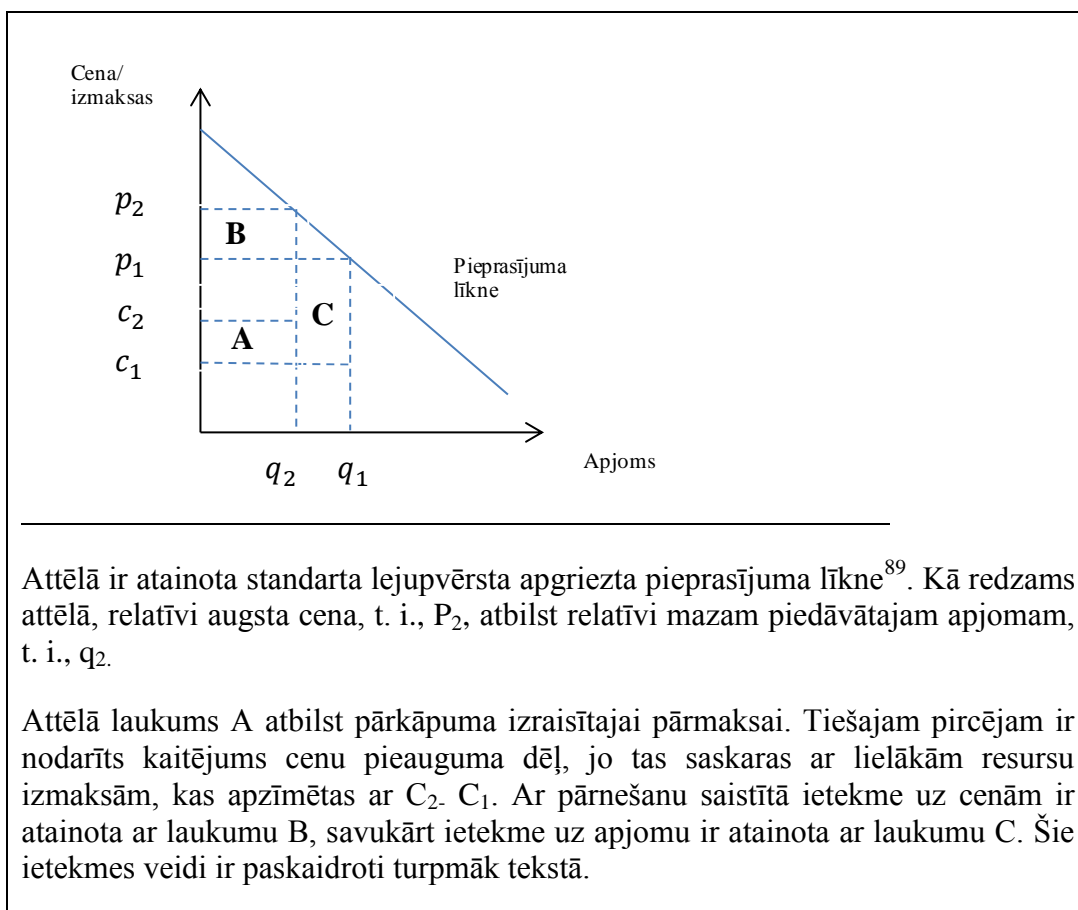 Cena/
izmaksas
p₂
B
p₁
Pieprasījuma
līkne
c₂
C
A
c₁
q₂ q₁
Apjoms
Attēlā ir atainota standarta lejupvērsta apgriezta pieprasījuma līkne⁸⁹. Kā redzams
attēlā, relatīvi augsta cena, t. i., P₂, atbilst relatīvi mazam piedāvātajam apjomam,
t. i., q₂.
Attēlā laukums A atbilst pārkāpuma izraisītajai pārmaksai. Tiešajam pircējam ir
nodarīts kaitējums cenu pieauguma dēļ, jo tas saskaras ar lielākām resursu
izmaksām, kas apzīmētas ar C₂- C₁. Ar pārnešanu saistītā ietekme uz cenām ir
atainota ar laukumu B, savukārt ietekme uz apjomu ir atainota ar laukumu C. Šie
ietekmes veidi ir paskaidroti turpmāk tekstā.